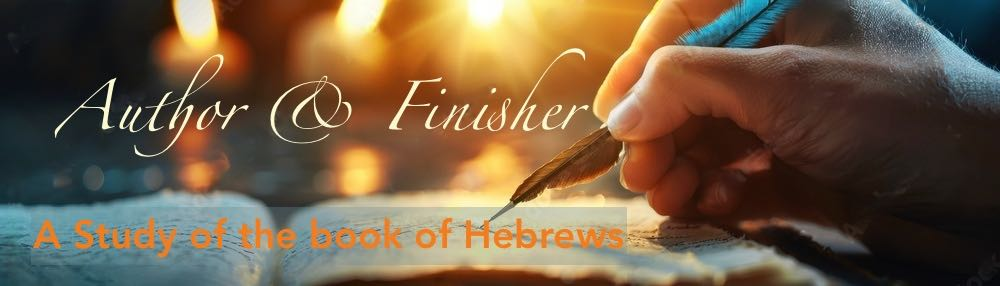 Author & Finisher
A Study of the book of Hebrews